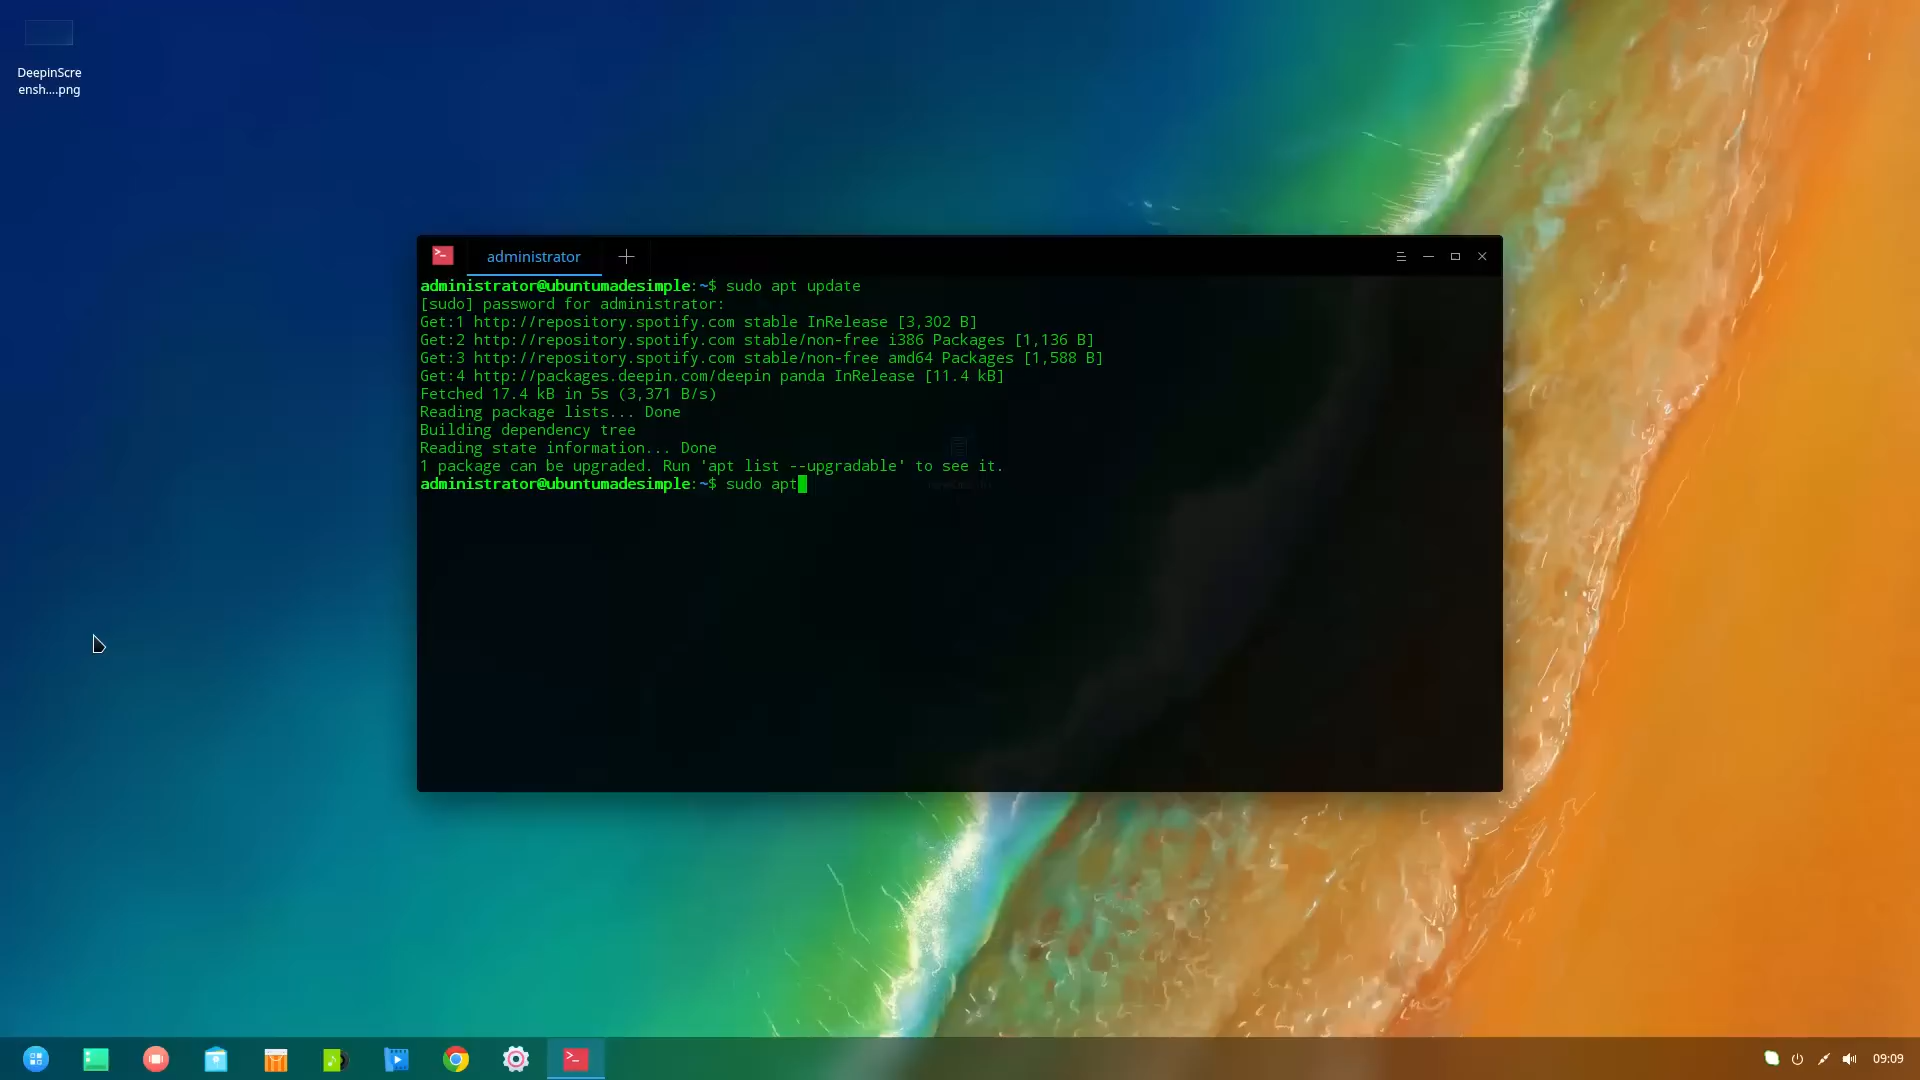 DeepinScre
ensh....png
administrator
administrator@ubuntumadesimple:~$ sudo apt update
[sudo] password for administrator:
Get:1 http://repository.spotify.com stable InRelease [3,302 B]
Get:2 http://repository.spotify.com stable/non-free i386 Packages [1,136 B]
Get:3 http://repository.spotify.com stable/non-free amd64 Packages [1,588 B]
Get:4 http://packages.deepin.com/deepin panda InRelease [11.4 kB]
Fetched 17.4 kB in 5s (3,371 B/s)
Reading package lists... Done
Building dependency tree
Reading state information... Done
1 package can be upgraded. Run 'apt list --upgradable' to see it.
administrator@ubuntumadesimple:~$ sudo apt
09:09